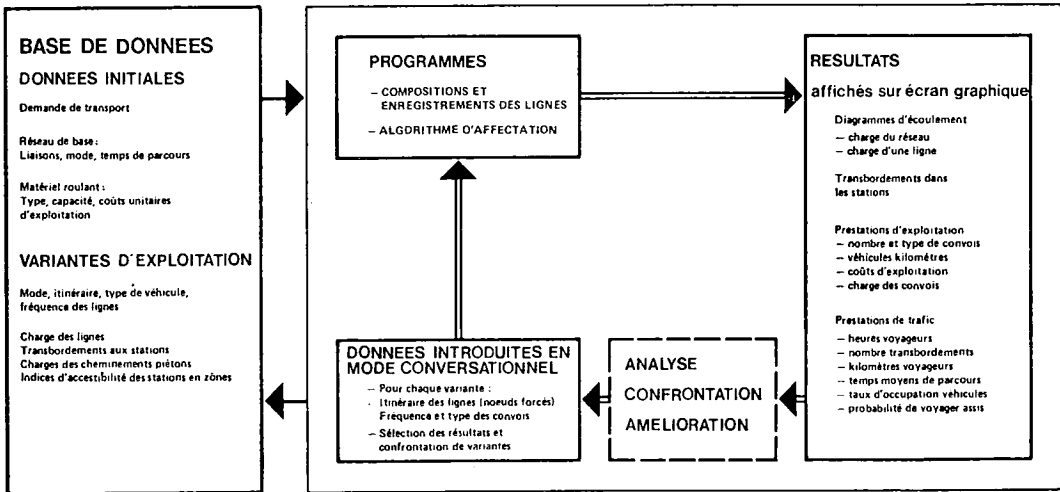 BASE DE DONNEES
DONNEES INITIALES
Demande de transport
Réseau de base :
Liaisons, mode, temps de parcours
Matériel roulant :
Type, capacité, coûts unitaires
d'exploitation
VARIANTES D'EXPLOITATION
Mode, itinéraire, type de véhicule,
fréquence des lignes
Charge des lignes
Transbordements aux stations
Charges des cheminements piétons
Indices d'accestibilité des stations en zônes
PROGRAMMES
– COMPOSITIONS ET
ENREGISTREMENTS DES LIGNES
– ALGORITHME D'AFFECTATION
DONNEES INTRODUITES EN
MODE CONVERSATIONNEL
– Pour chaque variante :
Itinéraire des lignes (noeuds forcés)
Fréquence et type des convois
– Sélection des résultats et
confrontation de variantes
ANALYSE
CONFRONTATION
AMELIORATION
RESULTATS
affichés sur écran graphique
Diagrammes d'écoulement
– charge du réseau
– charge d'une ligne
Transbordements dans
les stations
Prestations d'exploitation
– nombre et type de convois
– véhicules kilomètres
– coûts d'exploitation
– charge des convois
Prestations de trafic
– heures voyageurs
– nombre transbordements
– kilomètres voyageurs
– temps moyens de parcours
– taux d'occupation véhicules
– probabilité de voyager assis